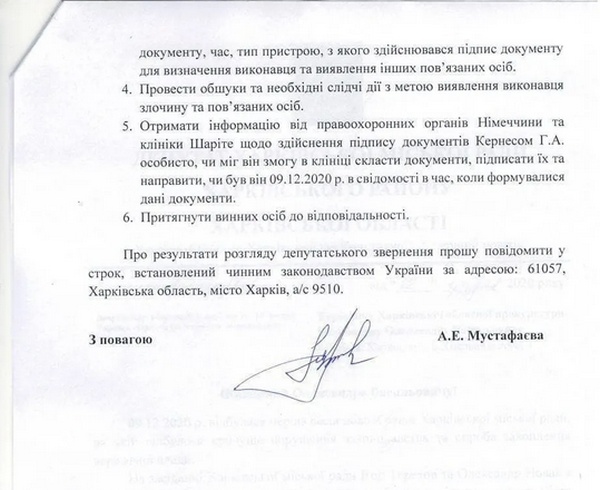 документу, час, тип пристрою, з якого здійснювався підпис документу
для визначення виконавця та виявлення інших пов’язаних осіб.
4. Провести обшуки та необхідні слідчі дії з метою виявлення виконавця
злочину та пов’язаних осіб.
5. Отримати інформацію від правоохоронних органів Німеччини та
клініки Шаріте щодо здійснення підпису документів Кернесом Г.А.
особисто, чи міг він змогу в клініці скласти документи, підписати їх та
направити, чи був він 09.12.2020 р. в свідомості в час, коли формувалися
дані документи.
6. Притягнути винних осіб до відповідальності.
Про результати розгляду депутатського звернення прошу повідомити у
строк, встановлений чинним законодавством України за адресою: 61057,
Харківська область, місто Харків, а/с 9510.
З повагою А.Е. Мустафаєва